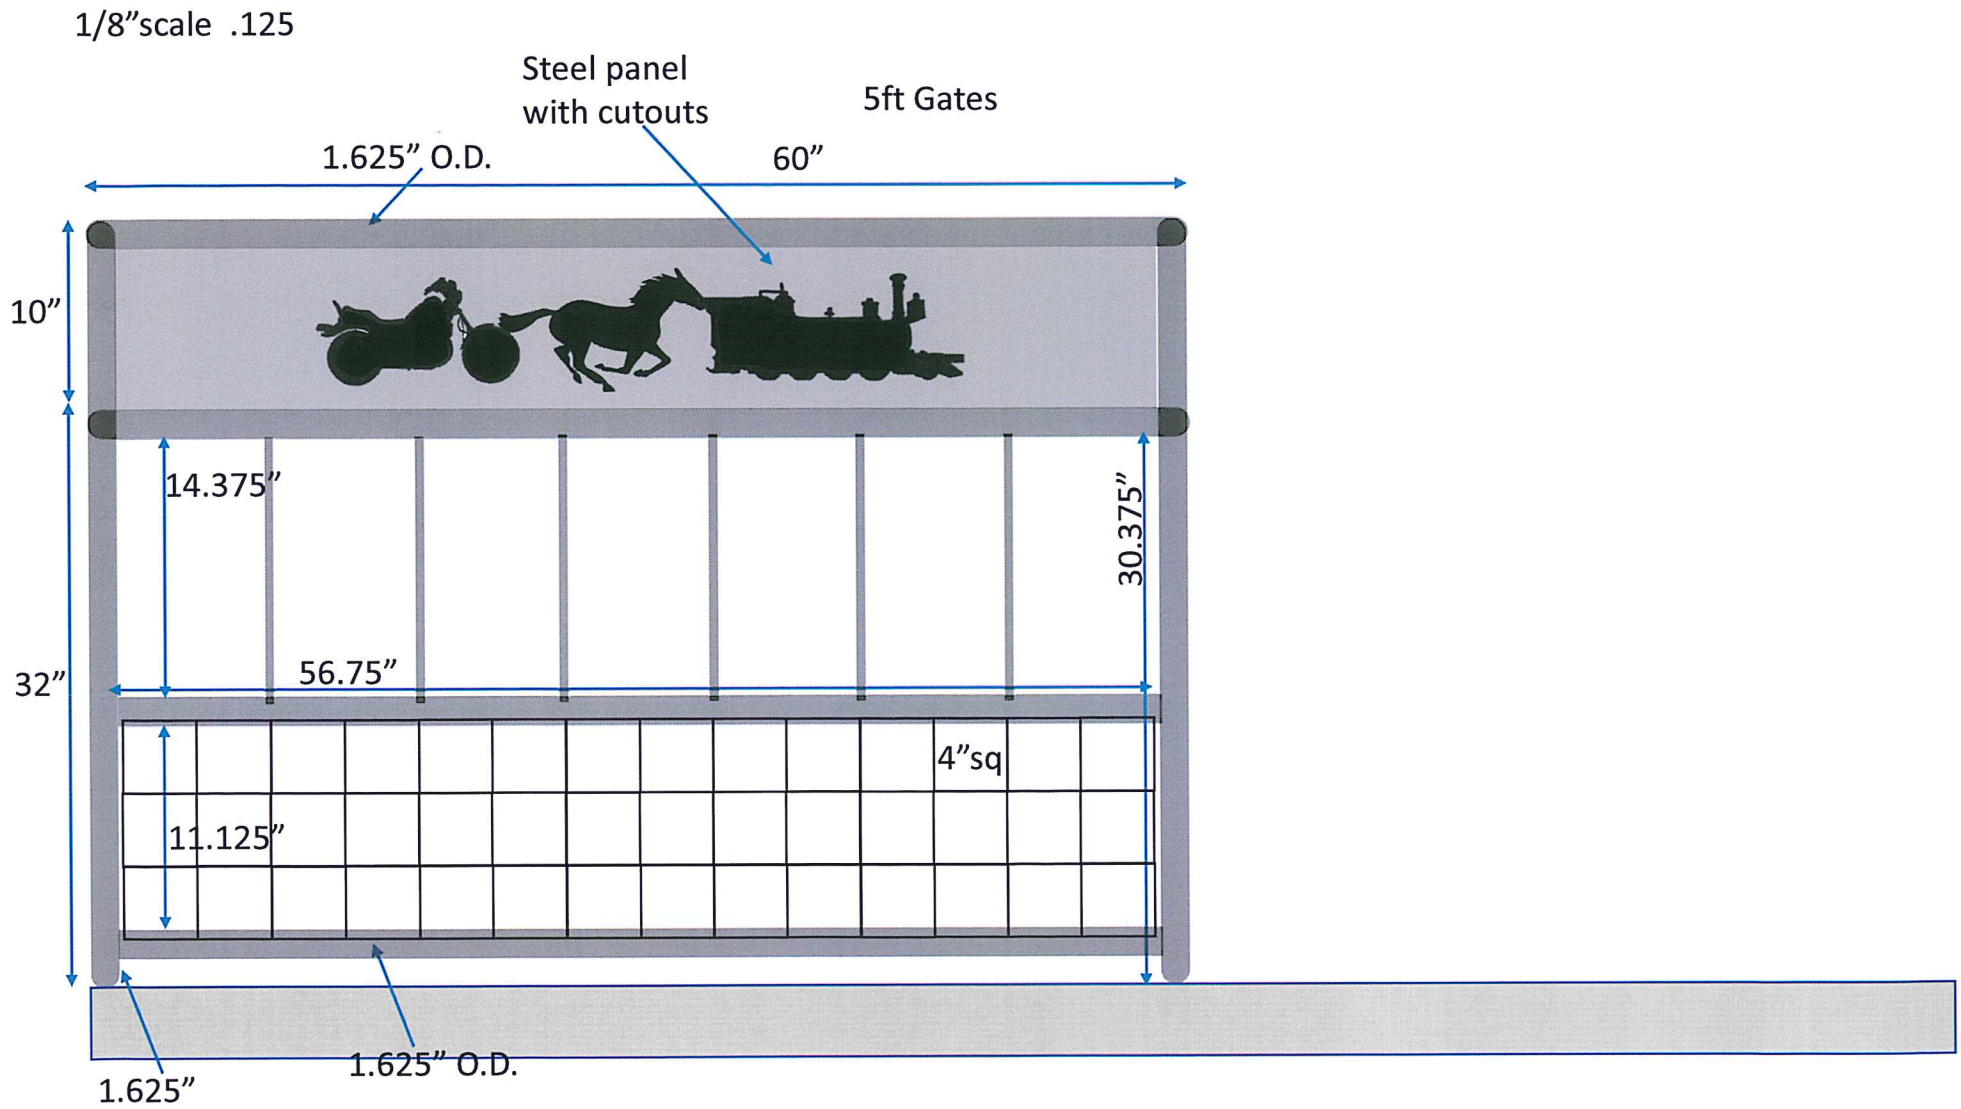 1/8”scale .125
Steel panel
with cutouts
5ft Gates
1.625” O.D.
60”
10”
14.375”
30.375”
56.75”
32”
4”sq
11.125”
1.625” O.D.
1.625”